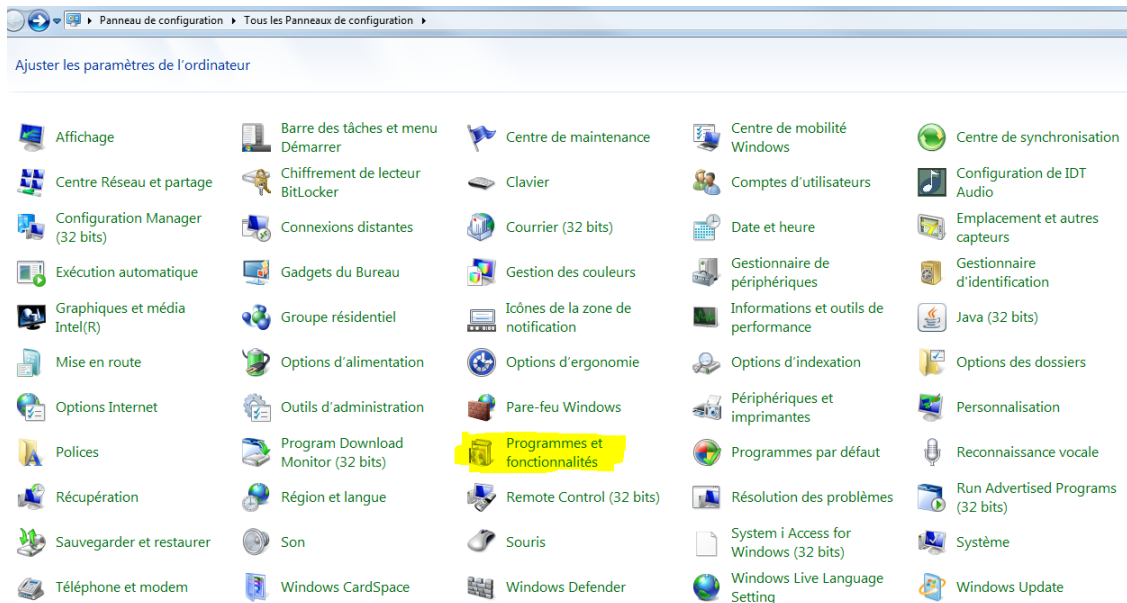 Panneau de configuration ▸ Tous les Panneaux de configuration ▸
Ajuster les paramètres de l'ordinateur
Affichage
Barre des tâches et menu
Démarrer
Centre de maintenance
Centre de mobilité
Windows
Centre de synchronisation
Centre Réseau et partage
Chiffrement de lecteur
BitLocker
Clavier
Comptes d'utilisateurs
Configuration de IDT
Audio
Configuration Manager
(32 bits)
Connexions distantes
Courrier (32 bits)
Date et heure
Emplacement et autres
capteurs
Exécution automatique
Gadgets du Bureau
Gestion des couleurs
Gestionnaire de
périphériques
Gestionnaire
d'identification
Graphiques et média
Intel(R)
Groupe résidentiel
Icônes de la zone de
notification
Informations et outils de
performance
Java (32 bits)
Mise en route
Options d'alimentation
Options d'ergonomie
Options d'indexation
Options des dossiers
Options Internet
Outils d'administration
Pare-feu Windows
Périphériques et
imprimantes
Personnalisation
Polices
Program Download
Monitor (32 bits)
Programmes et
fonctionnalités
Programmes par défaut
Reconnaissance vocale
Récupération
Région et langue
Remote Control (32 bits)
Résolution des problèmes
Run Advertised Programs
(32 bits)
Sauvegarder et restaurer
Son
Souris
System i Access for
Windows (32 bits)
Système
Téléphone et modem
Windows CardSpace
Windows Defender
Windows Live Language
Setting
Windows Update